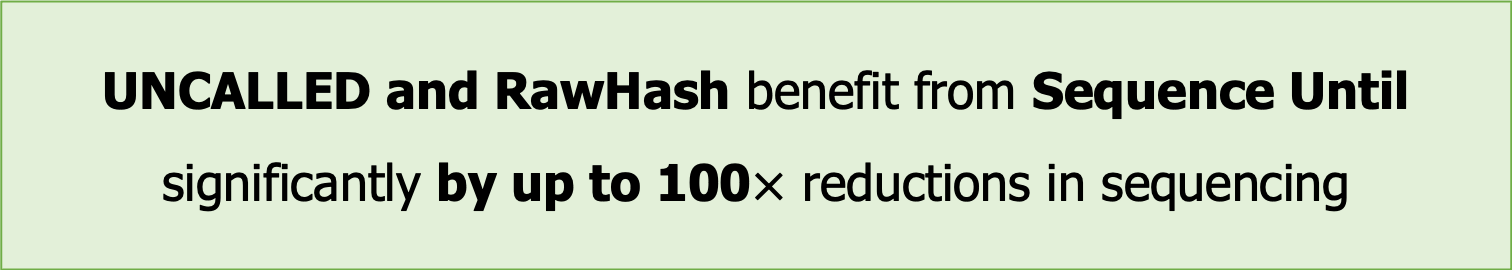 UNCALLED and RawHash benefit from Sequence Until
significantly by up to 100× reductions in sequencing